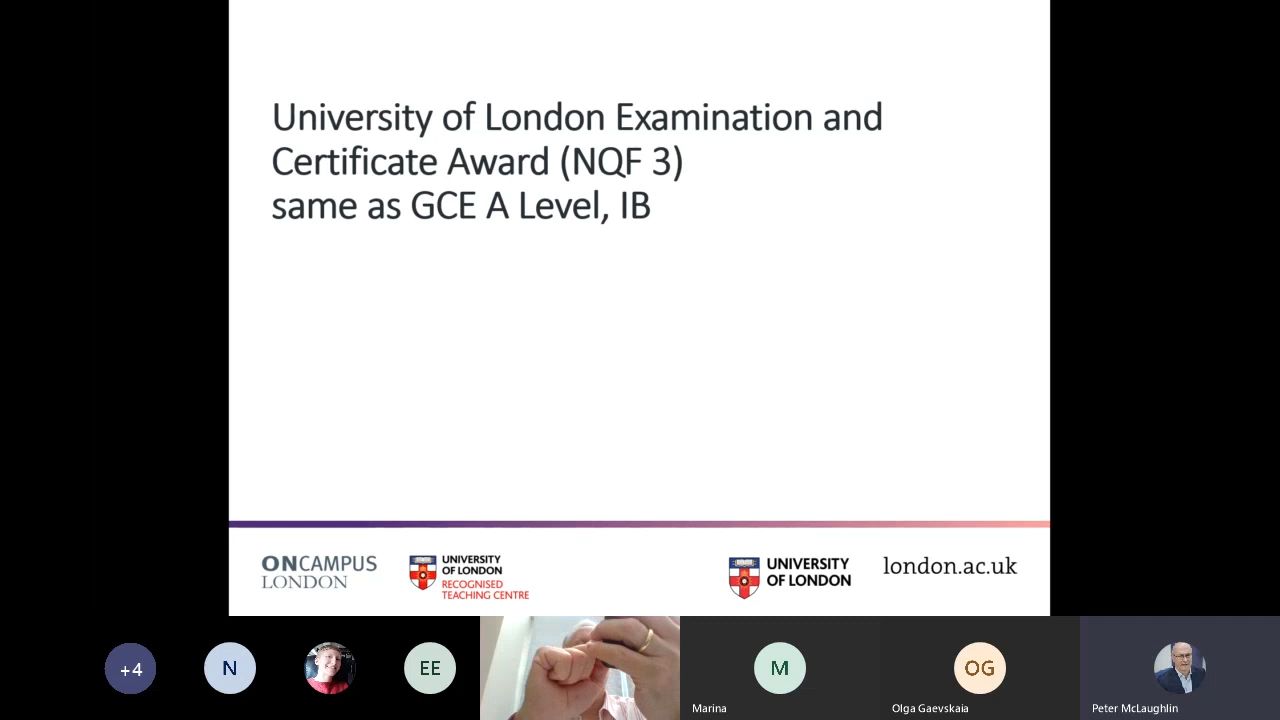 University of London Examination and
Certificate Award (NQF 3)
same as GCE A Level, IB
ONCAMPUS
LONDON
UNIVERSITY
OF LONDON
RECOGNISED
TEACHING CENTRE
UNIVERSITY
OF LONDON
london.ac.uk
+4
N
EE
M
Marina
OG
Olga Gaevskaia
Peter McLaughlin